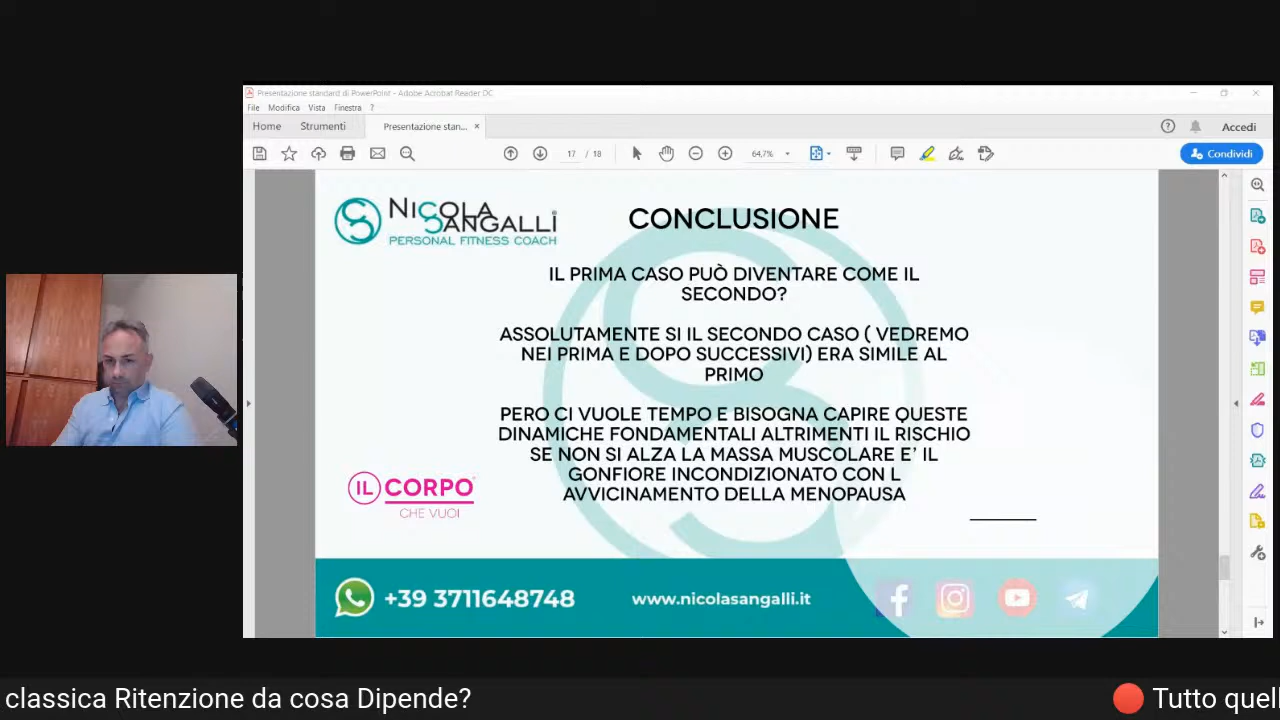 Presentazione standard di PowerPoint - Adobe Acrobat Reader DC
File Modifica Vista Finestra ?
Home Strumenti Presentazione stan... × Accedi
17 / 18 64,7% Condividi
NICOLA SANGALLI
PERSONAL FITNESS COACH
CONCLUSIONE
IL PRIMA CASO PUÒ DIVENTARE COME IL
SECONDO?
ASSOLUTAMENTE SI IL SECONDO CASO ( VEDREMO
NEI PRIMA E DOPO SUCCESSIVI) ERA SIMILE AL
PRIMO
PERO CI VUOLE TEMPO E BISOGNA CAPIRE QUESTE
DINAMICHE FONDAMENTALI ALTRIMENTI IL RISCHIO
SE NON SI ALZA LA MASSA MUSCOLARE E' IL
GONFIORE INCONDIZIONATO CON L
AVVICINAMENTO DELLA MENOPAUSA
IL CORPO
CHE VUOI
+39 3711648748 www.nicolasangalli.it
classica Ritenzione da cosa Dipende? 🔴 Tutto quell